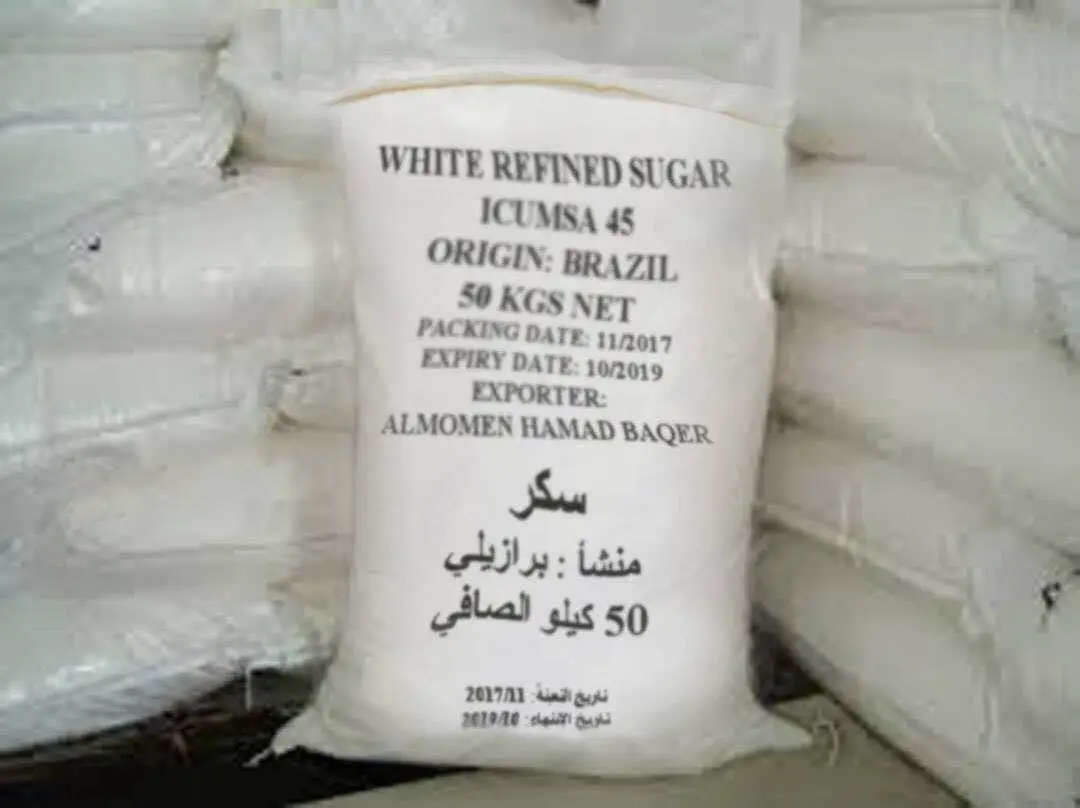 WHITE REFINED SUGAR
ICUMSA 45
ORIGIN: BRAZIL
50 KGS NET
PACKING DATE: 11/2017
EXPIRY DATE: 10/2019
EXPORTER:
ALMOMEN HAMAD BAQER
سكر
منشأ : برازيلي
50 كيلو الصافي
تاريخ التعبئة: 2017/11
تاريخ الانتهاء: 2019/10